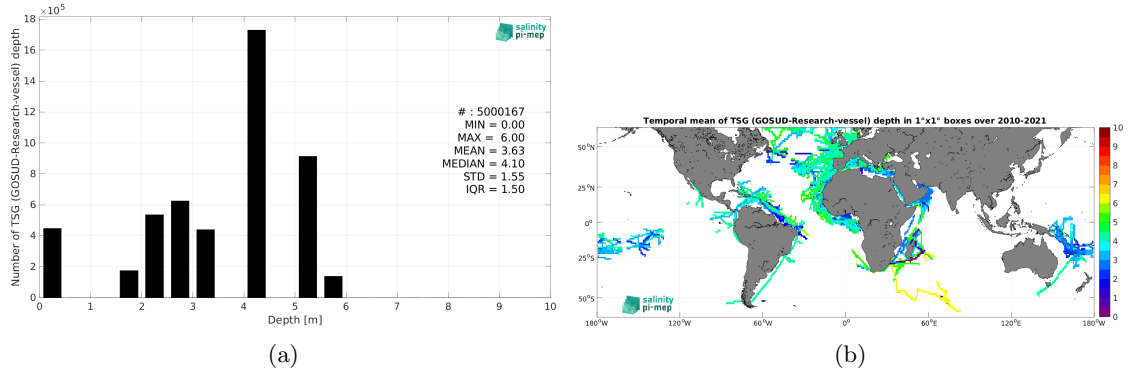 ×10^5
18
16
14
12
10
8
6
4
2
0
Number of TSG (GOSUD-Research-vessel) depth
salinity
pi-mep
# : 5000167
MIN = 0.00
MAX = 6.00
MEAN = 3.63
MEDIAN = 4.10
STD = 1.55
IQR = 1.50
0 1 2 3 4 5 6 7 8 9 10
Depth [m]
(a)
Temporal mean of TSG (GOSUD-Research-vessel) depth in 1°x1° boxes over 2010-2021
50°N
25°N
0°
25°S
50°S
salinity
pi-mep
180°W 120°W 60°W 0° 60°E 120°E 180°E
10
9
8
7
6
5
4
3
2
1
0
(b)